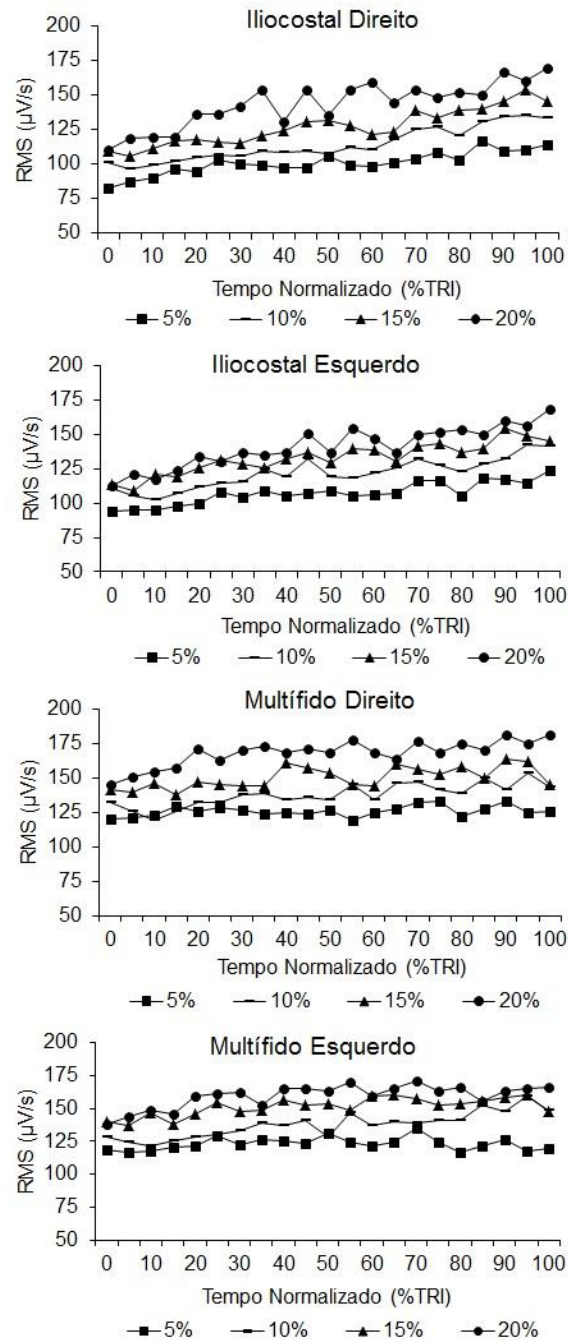 Iliocostal Direito
200
175
150
125
100
75
50
RMS (µV/s)
0 10 20 30 40 50 60 70 80 90 100
Tempo Normalizado (%TRI)
5% 10% 15% 20%
Iliocostal Esquerdo
200
175
150
125
100
75
50
RMS (µV/s)
0 10 20 30 40 50 60 70 80 90 100
Tempo Normalizado (%TRI)
5% 10% 15% 20%
Multífido Direito
200
175
150
125
100
75
50
RMS (µV/s)
0 10 20 30 40 50 60 70 80 90 100
Tempo Normalizado (%TRI)
5% 10% 15% 20%
Multífido Esquerdo
200
175
150
125
100
75
50
RMS (µV/s)
0 10 20 30 40 50 60 70 80 90 100
Tempo Normalizado (%TRI)
5% 10% 15% 20%